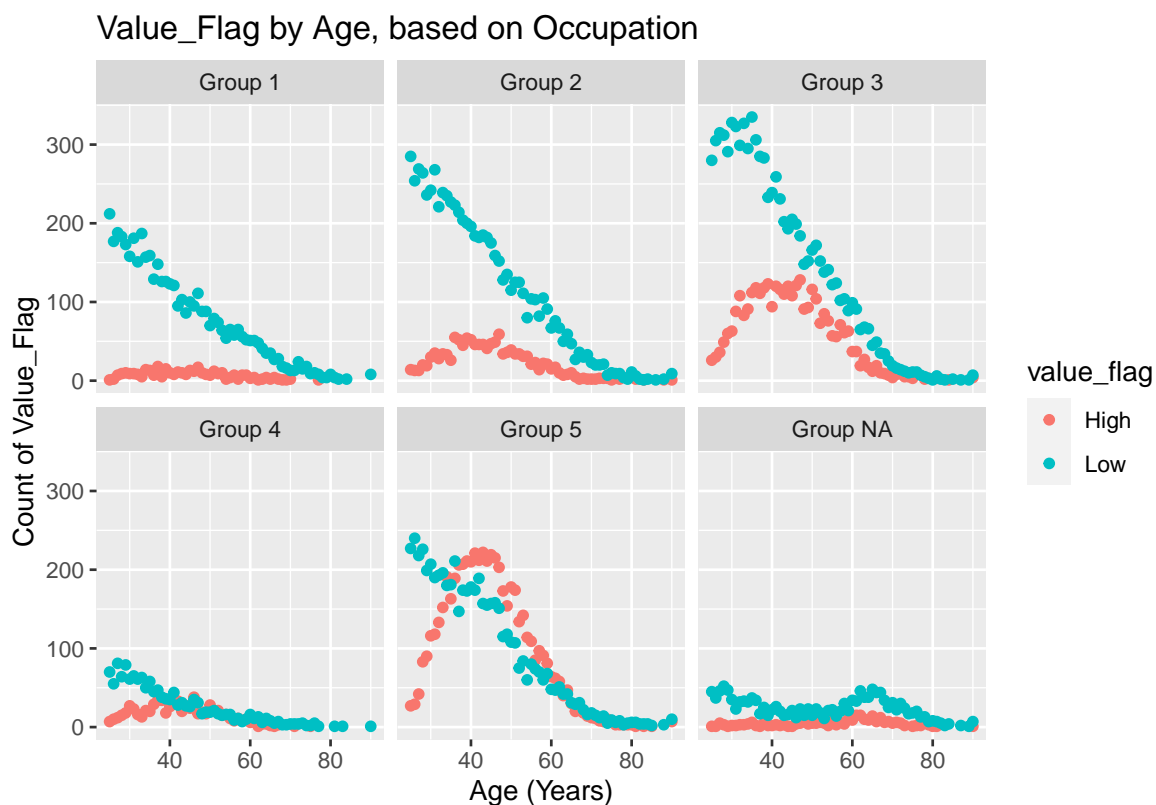 Value_Flag by Age, based on Occupation
Group 1
Group 2
Group 3
300
200
100
0
Group 4
Group 5
Group NA
300
200
100
0
40 60 80
40 60 80
40 60 80
Count of Value_Flag
Age (Years)
value_flag
High
Low